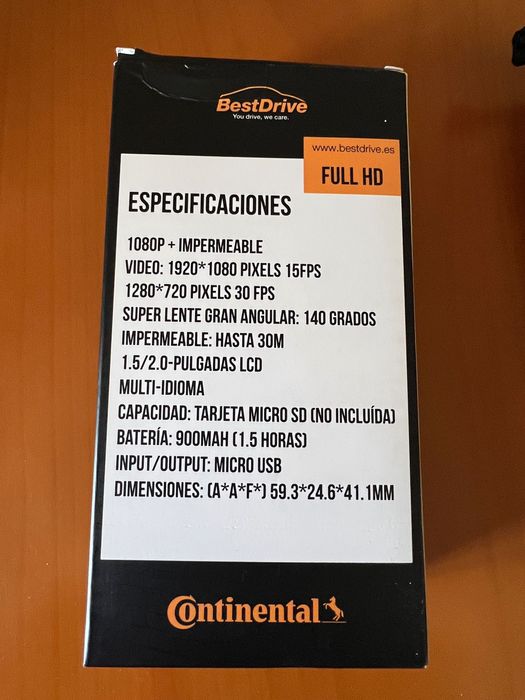 BestDrive
You drive, we care.
www.bestdrive.es
FULL HD
ESPECIFICACIONES
1080P + IMPERMEABLE
VIDEO: 1920*1080 PIXELS 15FPS
1280*720 PIXELS 30 FPS
SUPER LENTE GRAN ANGULAR: 140 GRADOS
IMPERMEABLE: HASTA 30M
1.5/2.0-PULGADAS LCD
MULTI-IDIOMA
CAPACIDAD: TARJETA MICRO SD (NO INCLUÍDA)
BATERÍA: 900MAH (1.5 HORAS)
INPUT/OUTPUT: MICRO USB
DIMENSIONES: (A*A*F*) 59.3*24.6*41.1MM
Continental